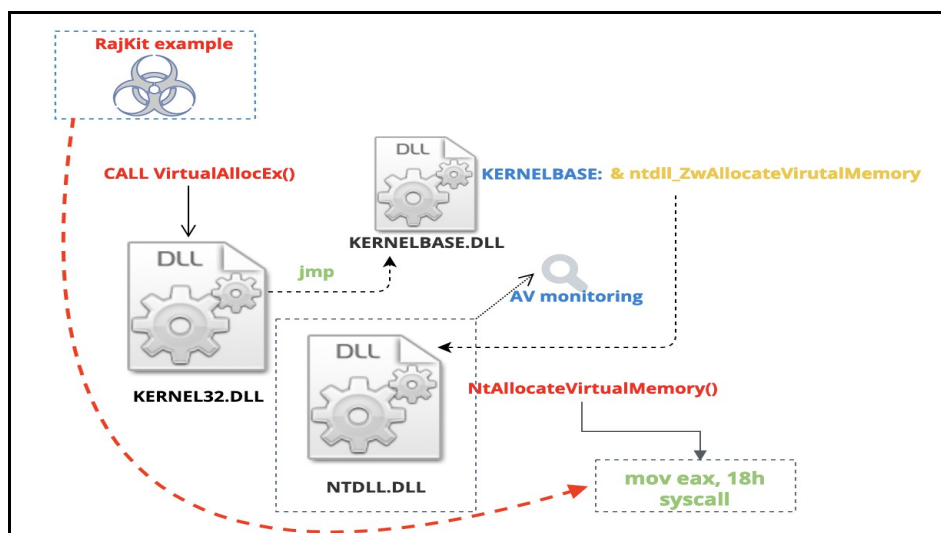 RajKit example
CALL VirtualAllocEx()
DLL
KERNELBASE: & ntdll_ZwAllocateVirutalMemory
KERNELBASE.DLL
DLL
jmp
AV monitoring
KERNEL32.DLL
DLL
NtAllocateVirtualMemory()
NTDLL.DLL
mov eax, 18h
syscall